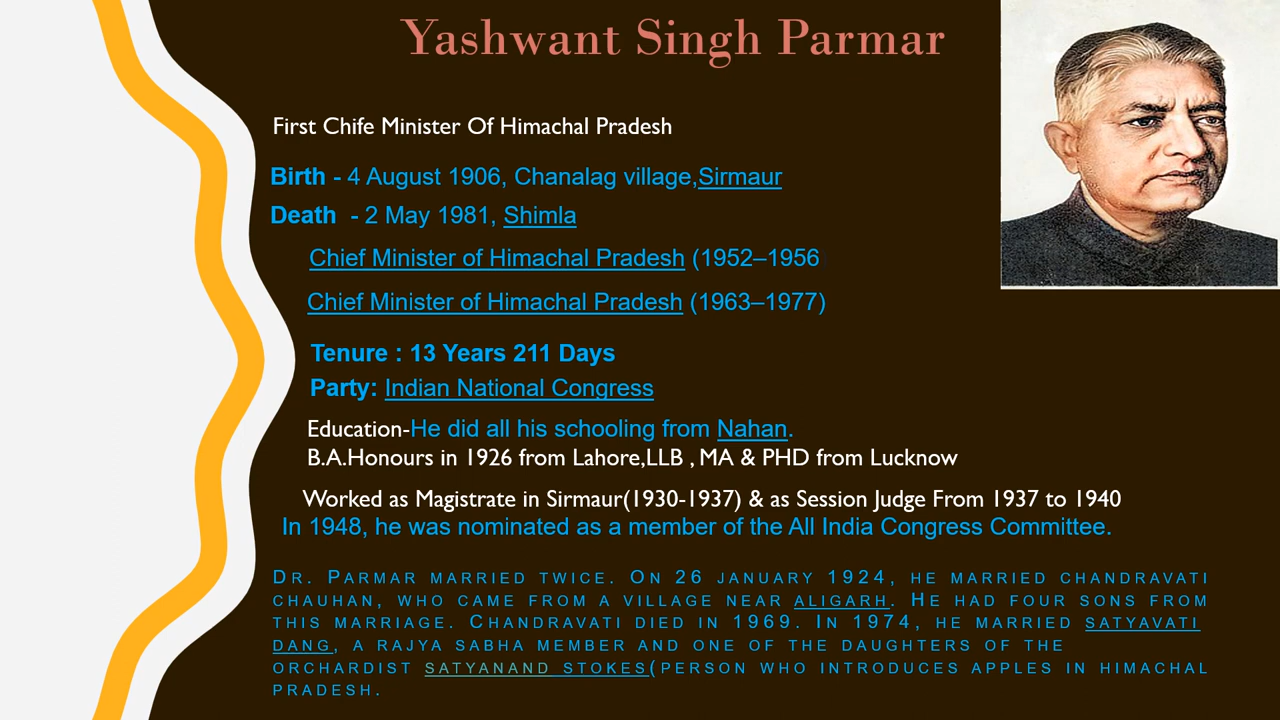 Yashwant Singh Parmar
First Chife Minister Of Himachal Pradesh
Birth - 4 August 1906, Chanalag village,Sirmaur
Death - 2 May 1981, Shimla
Chief Minister of Himachal Pradesh (1952–1956
Chief Minister of Himachal Pradesh (1963–1977)
Tenure : 13 Years 211 Days
Party: Indian National Congress
Education-He did all his schooling from Nahan.
B.A.Honours in 1926 from Lahore,LLB , MA & PHD from Lucknow
Worked as Magistrate in Sirmaur(1930-1937) & as Session Judge From 1937 to 1940
In 1948, he was nominated as a member of the All India Congress Committee.
Dr. Parmar married twice. On 26 january 1924, he married chandravati
chauhan, who came from a village near aligarh. He had four sons from
this marriage. Chandravati died in 1969. In 1974, he married satyavati
dang, a rajya sabha member and one of the daughters of the
orchardist satyanand stokes(person who introduces apples in himachal
pradesh.